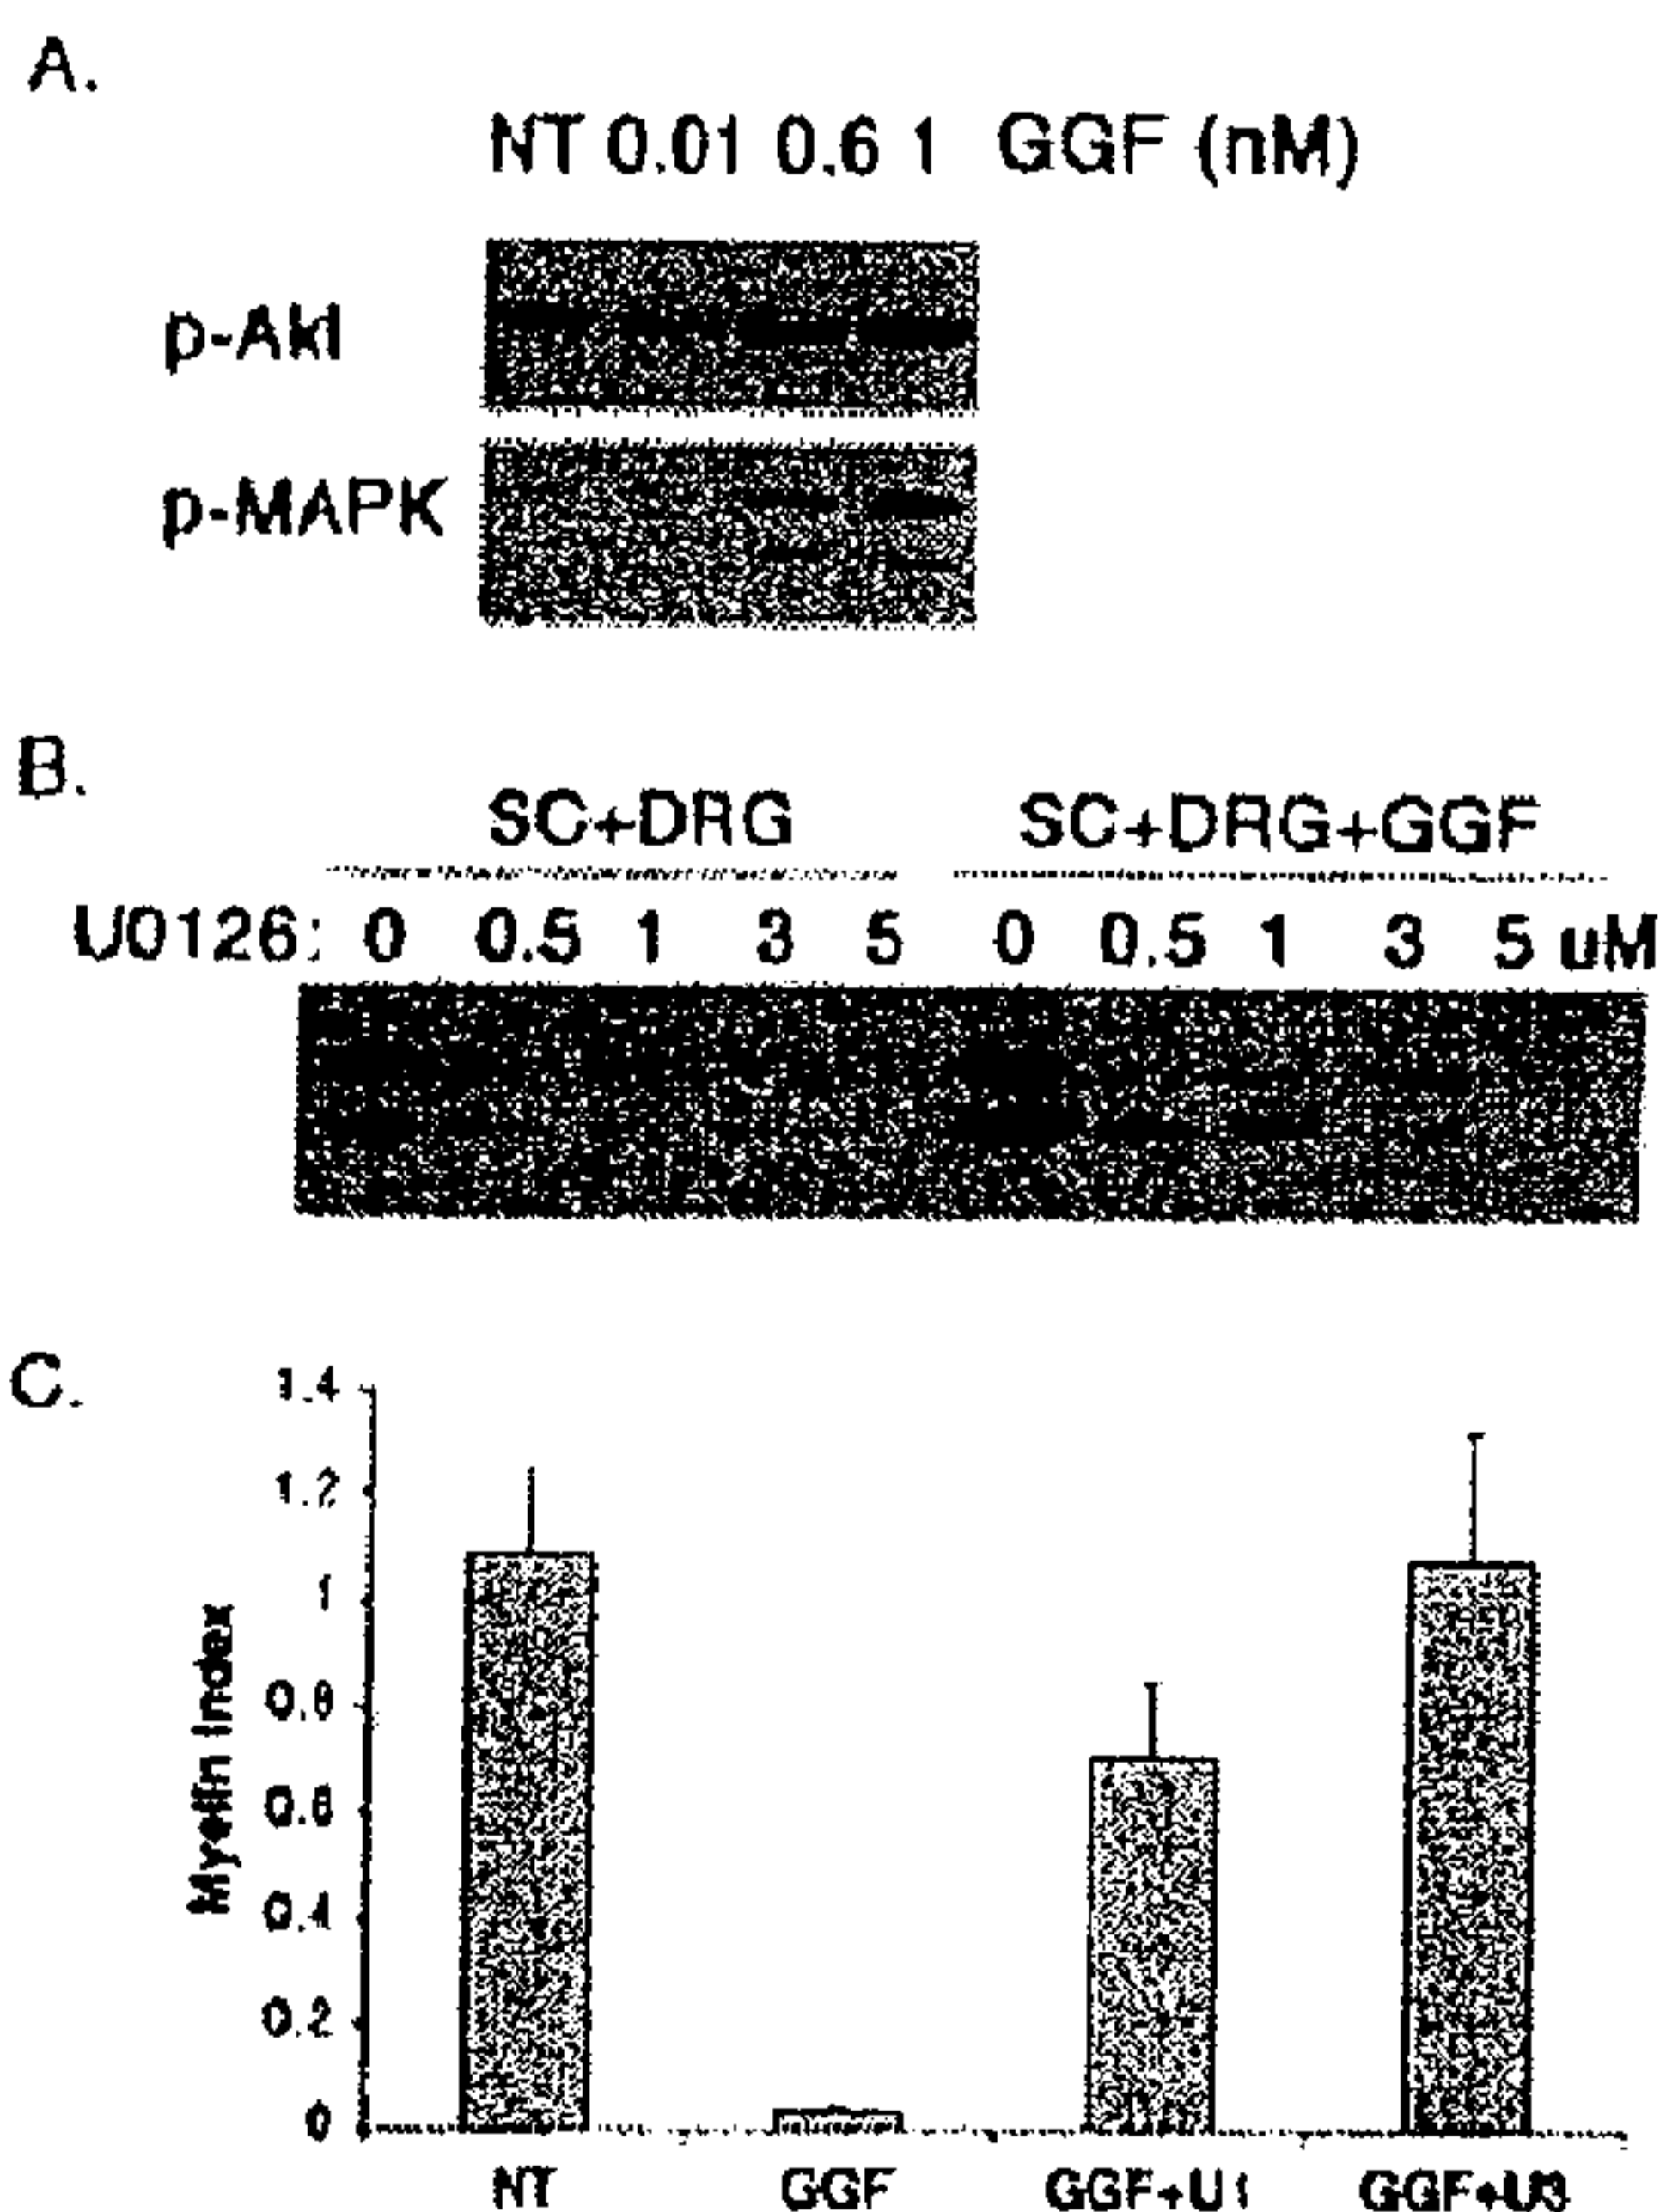 A.
NT 0.01 0.6 1 GGF (nM)
p-Akt
p-MAPK
B.
SC+DRG SC+DRG+GGF
U0126: 0 0.5 1 3 5 0 0.5 1 3 5 uM
C.
1.4
1.2
1
0.8
0.6
0.4
0.2
0
Myelin Index
NT GGF GGF+U1 GGF+U3